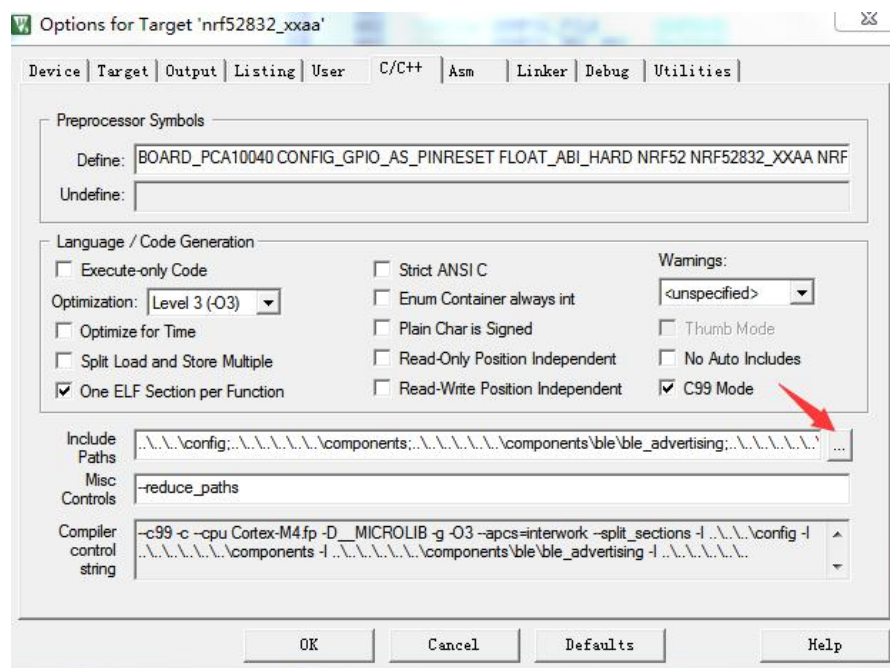 Options for Target 'nrf52832_xxaa'
Device Target Output Listing User C/C++ Asm Linker Debug Utilities
Preprocessor Symbols
Define: BOARD_PCA10040 CONFIG_GPIO_AS_PINRESET FLOAT_ABI_HARD NRF52 NRF52832_XXAA NRF
Undefine:
Language / Code Generation
Execute-only Code
Strict ANSI C
Warnings:
Optimization: Level 3 (-O3)
Enum Container always int
<unspecified>
Optimize for Time
Plain Char is Signed
Thumb Mode
Split Load and Store Multiple
Read-Only Position Independent
No Auto Includes
One ELF Section per Function
Read-Write Position Independent
C99 Mode
Include Paths
..\..\..\config;..\..\..\..\..\..\components;..\..\..\..\..\..\components\ble\ble_advertising;..\..\..\..\..\..\
...
Misc Controls
--reduce_paths
Compiler control string
--c99 -c --cpu Cortex-M4.fp -D__MICROLIB -g -O3 --apcs=interwork --split_sections -I ..\..\..\config -I
..\..\..\..\..\..\components -I ..\..\..\..\..\..\components\ble\ble_advertising -I ..\..\..\..\..\..
OK Cancel Defaults Help